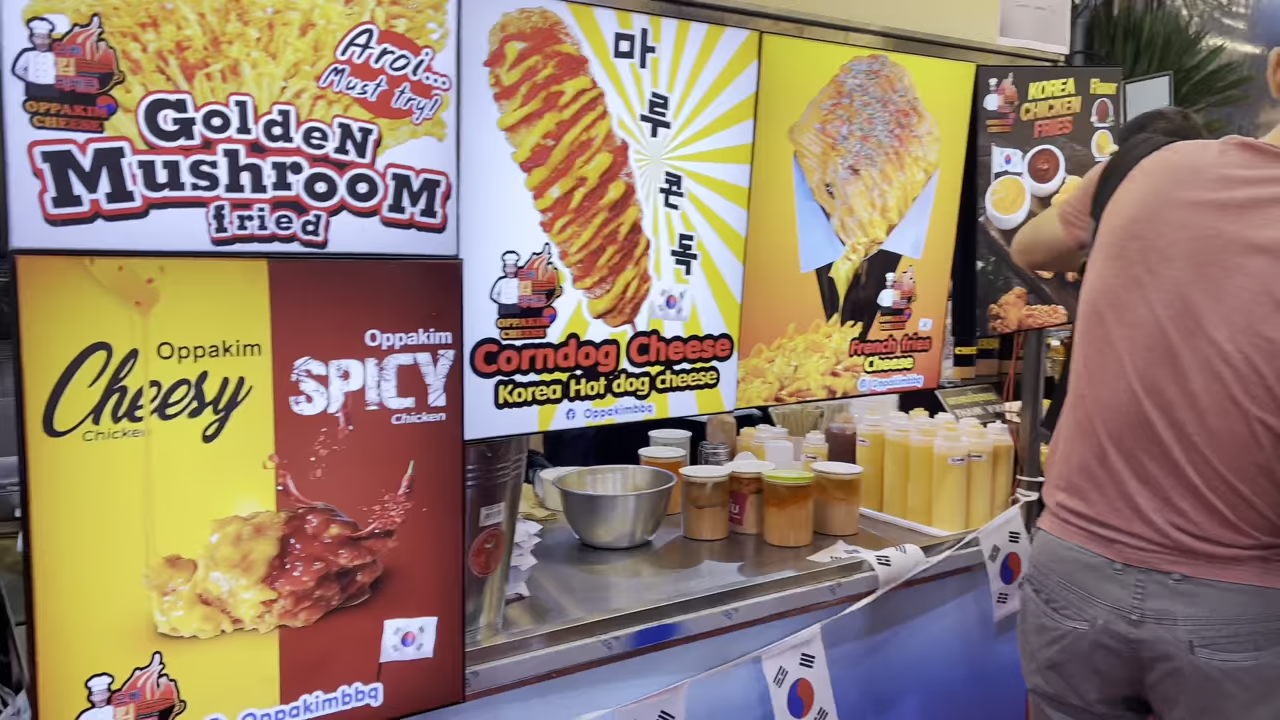 Aroi...
Must try!
OPPAKIM
CHEESE
GoldeN
MushrooM
fried
Oppakim
Cheesy
Chicken
Oppakim
SPICY
Chicken
Oppakimbbq
마
루
콘
독
OPPAKIM
CHEESE
Corndog Cheese
Korea Hot dog cheese
Oppakimbbq
French fries
Cheese
Oppakimbbq
KOREA
CHICKEN
FRIES
Flavor